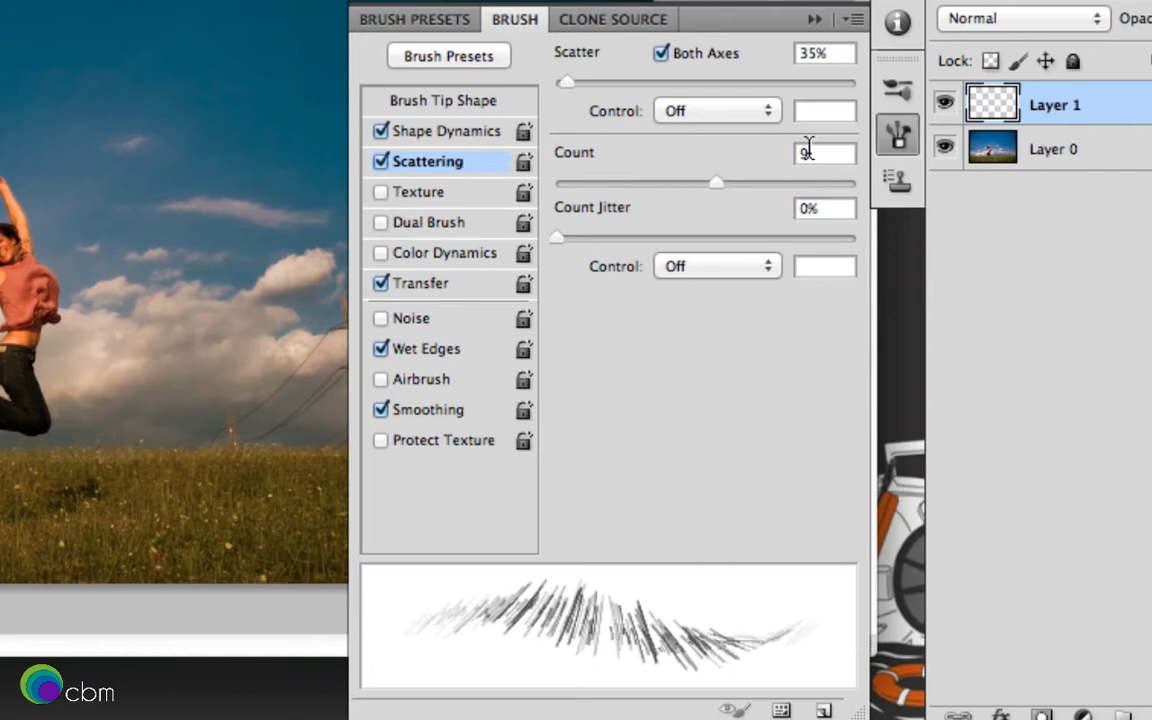 BRUSH PRESETS BRUSH CLONE SOURCE
Normal Opac
Brush Presets
Scatter Both Axes 35%
Lock:
Brush Tip Shape
Control: Off
Layer 1
Shape Dynamics
Scattering
Count 9
Layer 0
Texture
Count Jitter 0%
Dual Brush
Color Dynamics
Control: Off
Transfer
Noise
Wet Edges
Airbrush
Smoothing
Protect Texture
cbm
fx